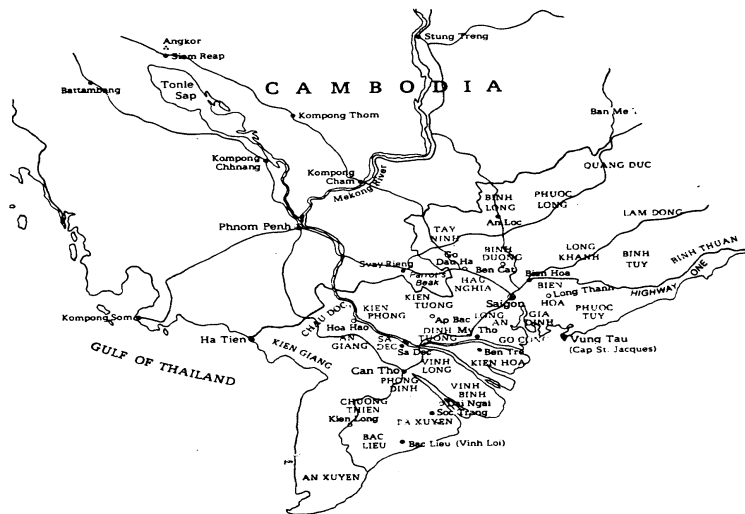 Angkor
Siem Reap
Stung Treng
Battambang
Tonle
Sap
CAMBODIA
Kompong Thom
Ban Me
Kompong
Chhnang
Kompong
Cham
Mekong River
QUANG DUC
BINH
LONG
PHUOC
LONG
An Loc
LAM DONG
Phnom Penh
TAY
NINH
Go
Dau Ha
BINH
DUONG
Ben Cat
LONG
KHANH
BINH
TUY
BINH THUAN
Svay Rieng
Parrot's
Beak
HAU
NGHIA
Bien Hoa
BIEN
HOA
Long Thanh
HIGHWAY ONE
Saigon
KIEN
TUONG
CHAU DOC
KIEN
PHONG
Kompong Som
Hoa Hao
AN
GIANG
SA
DEC
Sa Dec
Ap Bac
LONG
AN
GIA
DINH
PHUOC
TUY
DINH
TUONG
My Tho
GO CONG
Vung Tau
(Cap St. Jacques)
Ha Tien
KIEN GIANG
GULF OF THAILAND
Ben Tre
KIEN HOA
VINH
LONG
Can Tho
PHONG
DINH
VINH
BINH
CHUONG
THIEN
Dai Ngai
Soc Trang
Kien Long
BA XUYEN
BAC
LIEU
Bac Lieu (Vinh Loi)
AN XUYEN